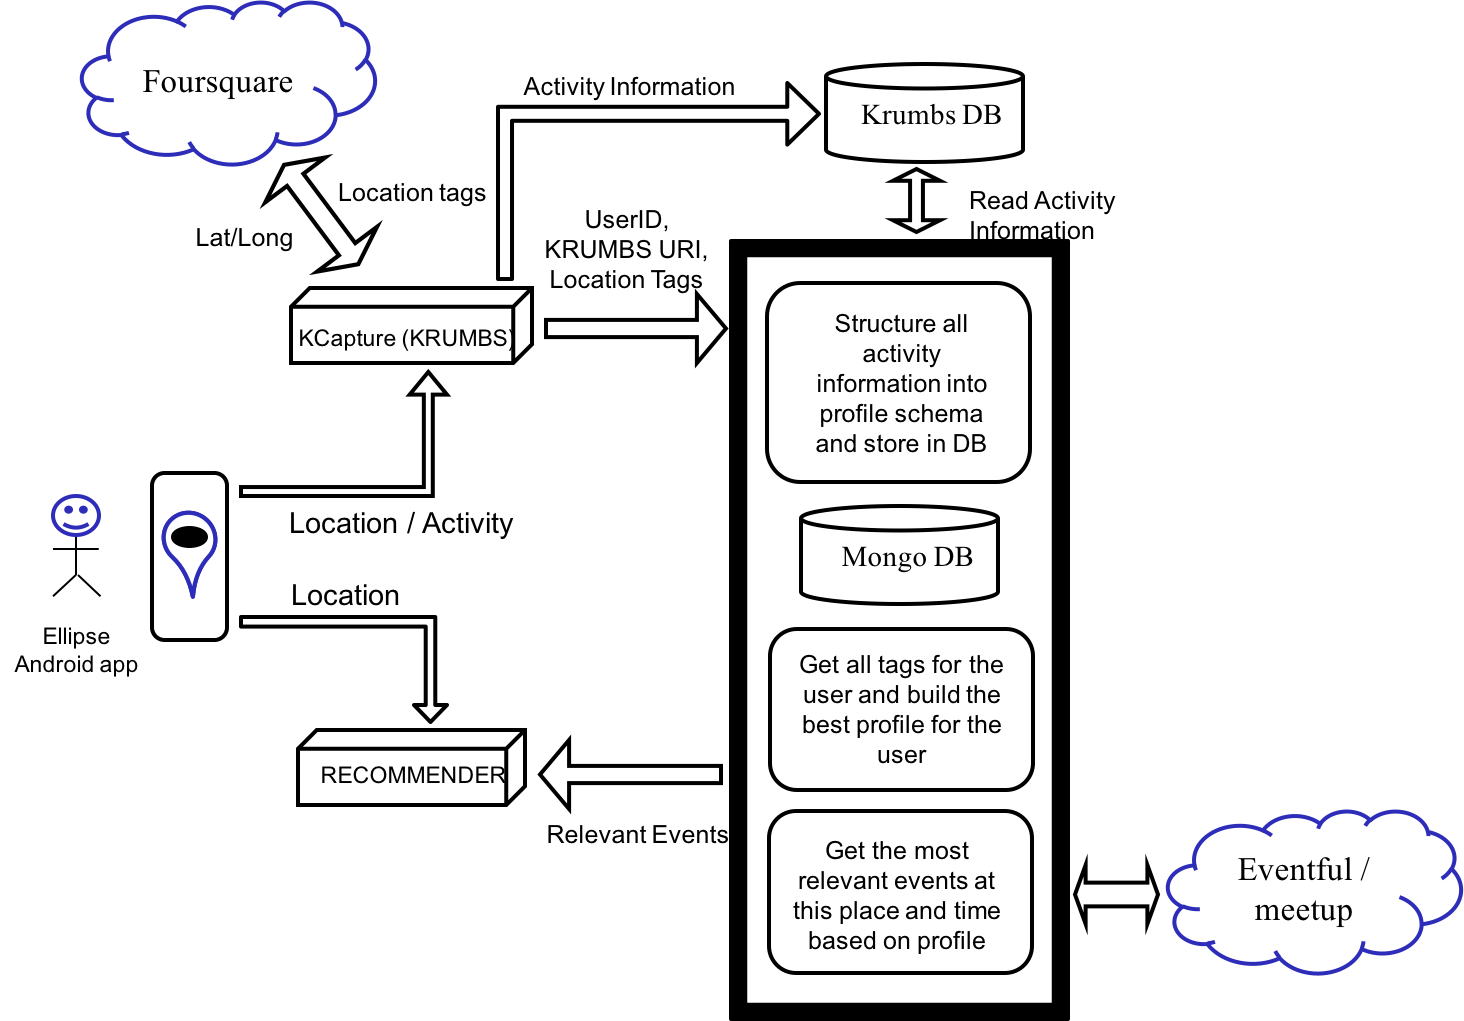 Foursquare
Activity Information
Krumbs DB
Location tags
Lat/Long
Read Activity
Information
UserID,
KRUMBS URI,
Location Tags
KCapture (KRUMBS)
Structure all
activity
information into
profile schema
and store in DB
Location / Activity
Mongo DB
Location
Ellipse
Android app
Get all tags for the
user and build the
best profile for the
user
RECOMMENDER
Relevant Events
Get the most
relevant events at
this place and time
based on profile
Eventful /
meetup